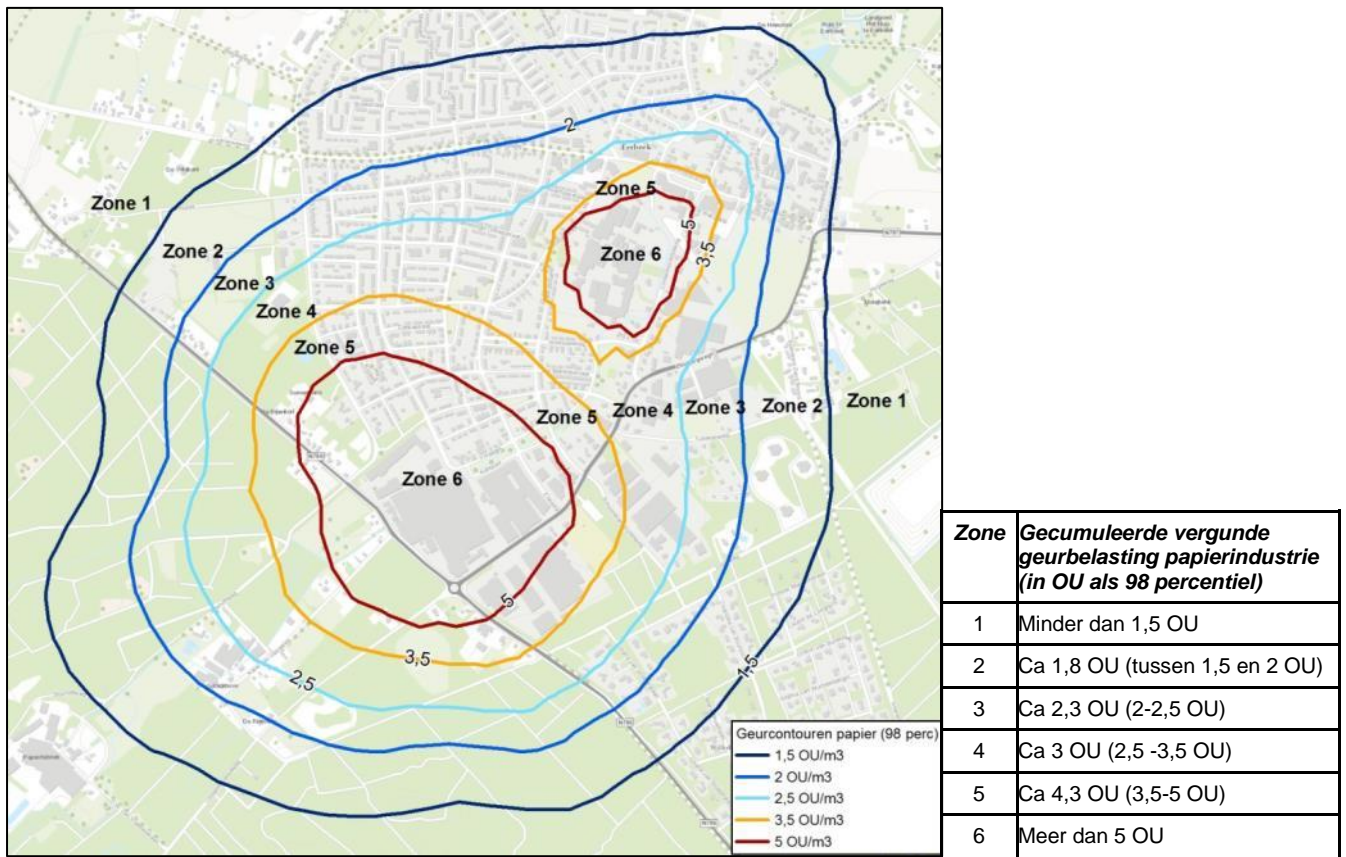 Eerbeek
2
Zone 5
Zone 1
5
Zone 2
Zone 6
3,5
Zone 3
Zone 4
Zone 5
Zone 1
Zone 2
Zone 5
Zone 4
Zone 3
Zone 6
5
3,5
1,5
2,5
Geurcontouren papier (98 perc)
1,5 OU/m3
2 OU/m3
2,5 OU/m3
3,5 OU/m3
5 OU/m3
Zone Gecumuleerde vergunde
geurbelasting papierindustrie
(in OU als 98 percentiel)
1 Minder dan 1,5 OU
2 Ca 1,8 OU (tussen 1,5 en 2 OU)
3 Ca 2,3 OU (2-2,5 OU)
4 Ca 3 OU (2,5 -3,5 OU)
5 Ca 4,3 OU (3,5-5 OU)
6 Meer dan 5 OU